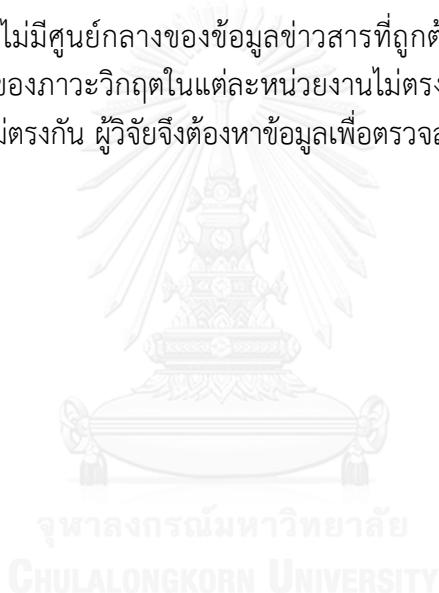 ไม่มีศูนย์กลางของข้อมูลข่าวสารที่ถูกต้
ของภาวะวิกฤตในแต่ละหน่วยงานไม่ตรง
ม่ตรงกัน ผู้วิจัยจึงต้องหาข้อมูลเพื่อตรวจส
จุฬาลงกรณ์มหาวิทยาลัย
CHULALONGKORN UNIVERSITY